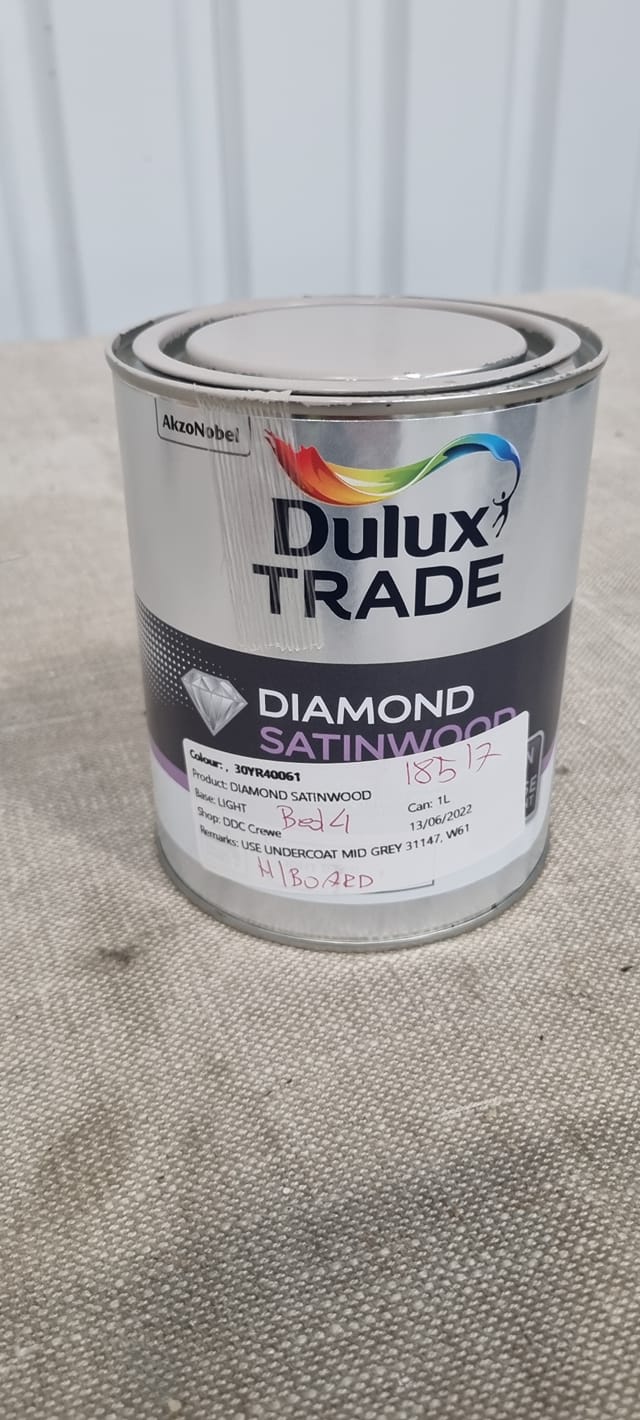 AkzoNobel
Dulux
TRADE
DIAMOND
SATINWOOD
Colour: , 30YR40061
18517
Product: DIAMOND SATINWOOD
Base: LIGHT
Can: 1L
Shop: DDC Crewe
Bed 4
13/06/2022
Remarks: USE UNDERCOAT MID GREY 31147, W61
H/BOARD